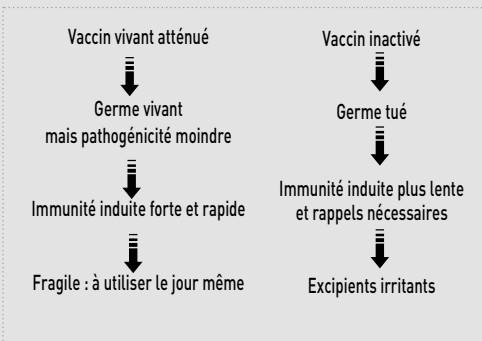 Vaccin vivant atténué
Germe vivant
mais pathogénicité moindre
Immunité induite forte et rapide
Fragile : à utiliser le jour même
Vaccin inactivé
Germe tué
Immunité induite plus lente
et rappels nécessaires
Excipients irritants